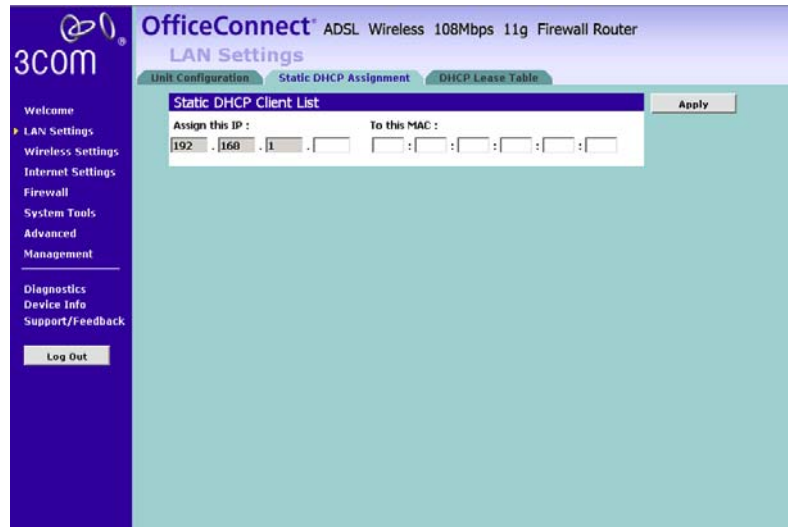 3COM®
OfficeConnect® ADSL Wireless 108Mbps 11g Firewall Router
LAN Settings
Unit Configuration Static DHCP Assignment DHCP Lease Table
Welcome
LAN Settings
Wireless Settings
Internet Settings
Firewall
System Tools
Advanced
Management
Diagnostics
Device Info
Support/Feedback
Log Out
Static DHCP Client List
Assign this IP : To this MAC :
192 . 168 . 1 . : : : : :
Apply